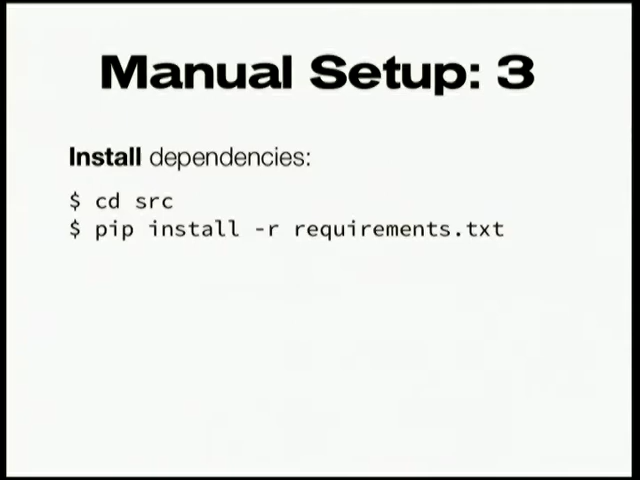 Manual Setup: 3
Install dependencies:
$ cd src
$ pip install -r requirements.txt